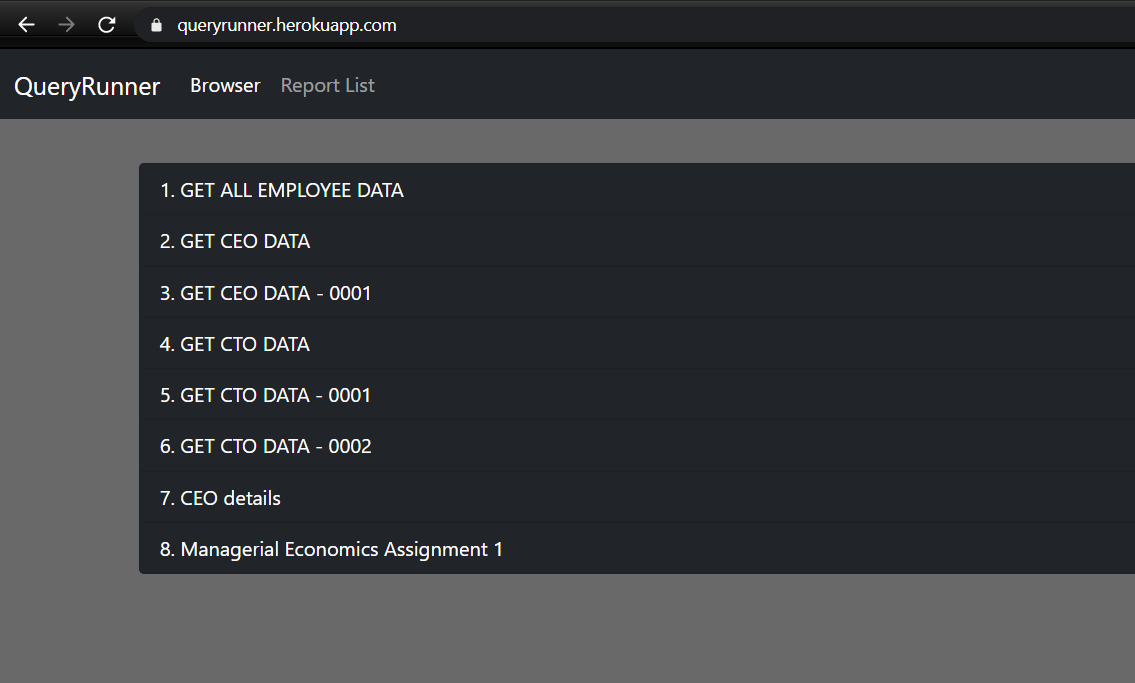 queryrunner.herokuapp.com
QueryRunner Browser Report List
1. GET ALL EMPLOYEE DATA
2. GET CEO DATA
3. GET CEO DATA - 0001
4. GET CTO DATA
5. GET CTO DATA - 0001
6. GET CTO DATA - 0002
7. CEO details
8. Managerial Economics Assignment 1